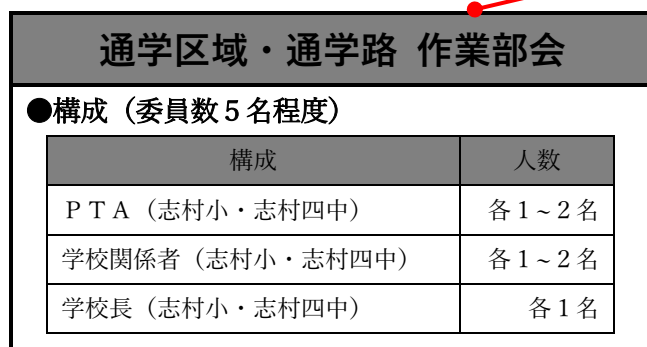 通学区域・通学路 作業部会
●構成（委員数５名程度）
構成 人数
ＰＴＡ（志村小・志村四中） 各１~２名
学校関係者（志村小・志村四中） 各１~２名
学校長（志村小・志村四中） 各１名